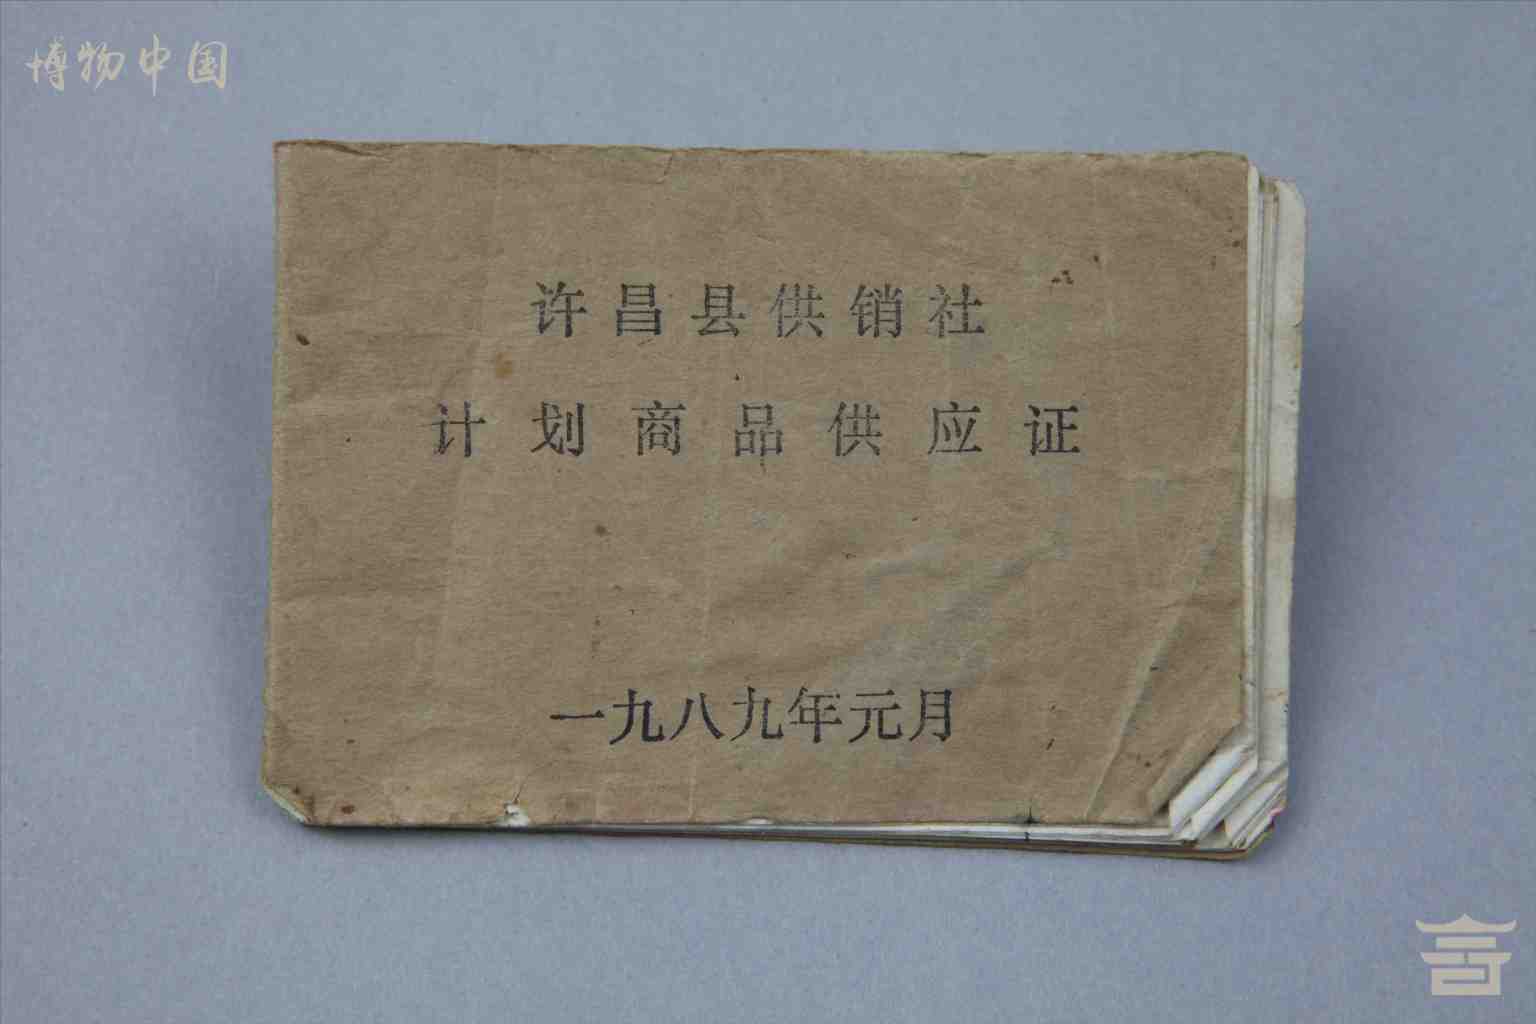 博物中国
许昌县供销社
计划商品供应证
一九八九年元月